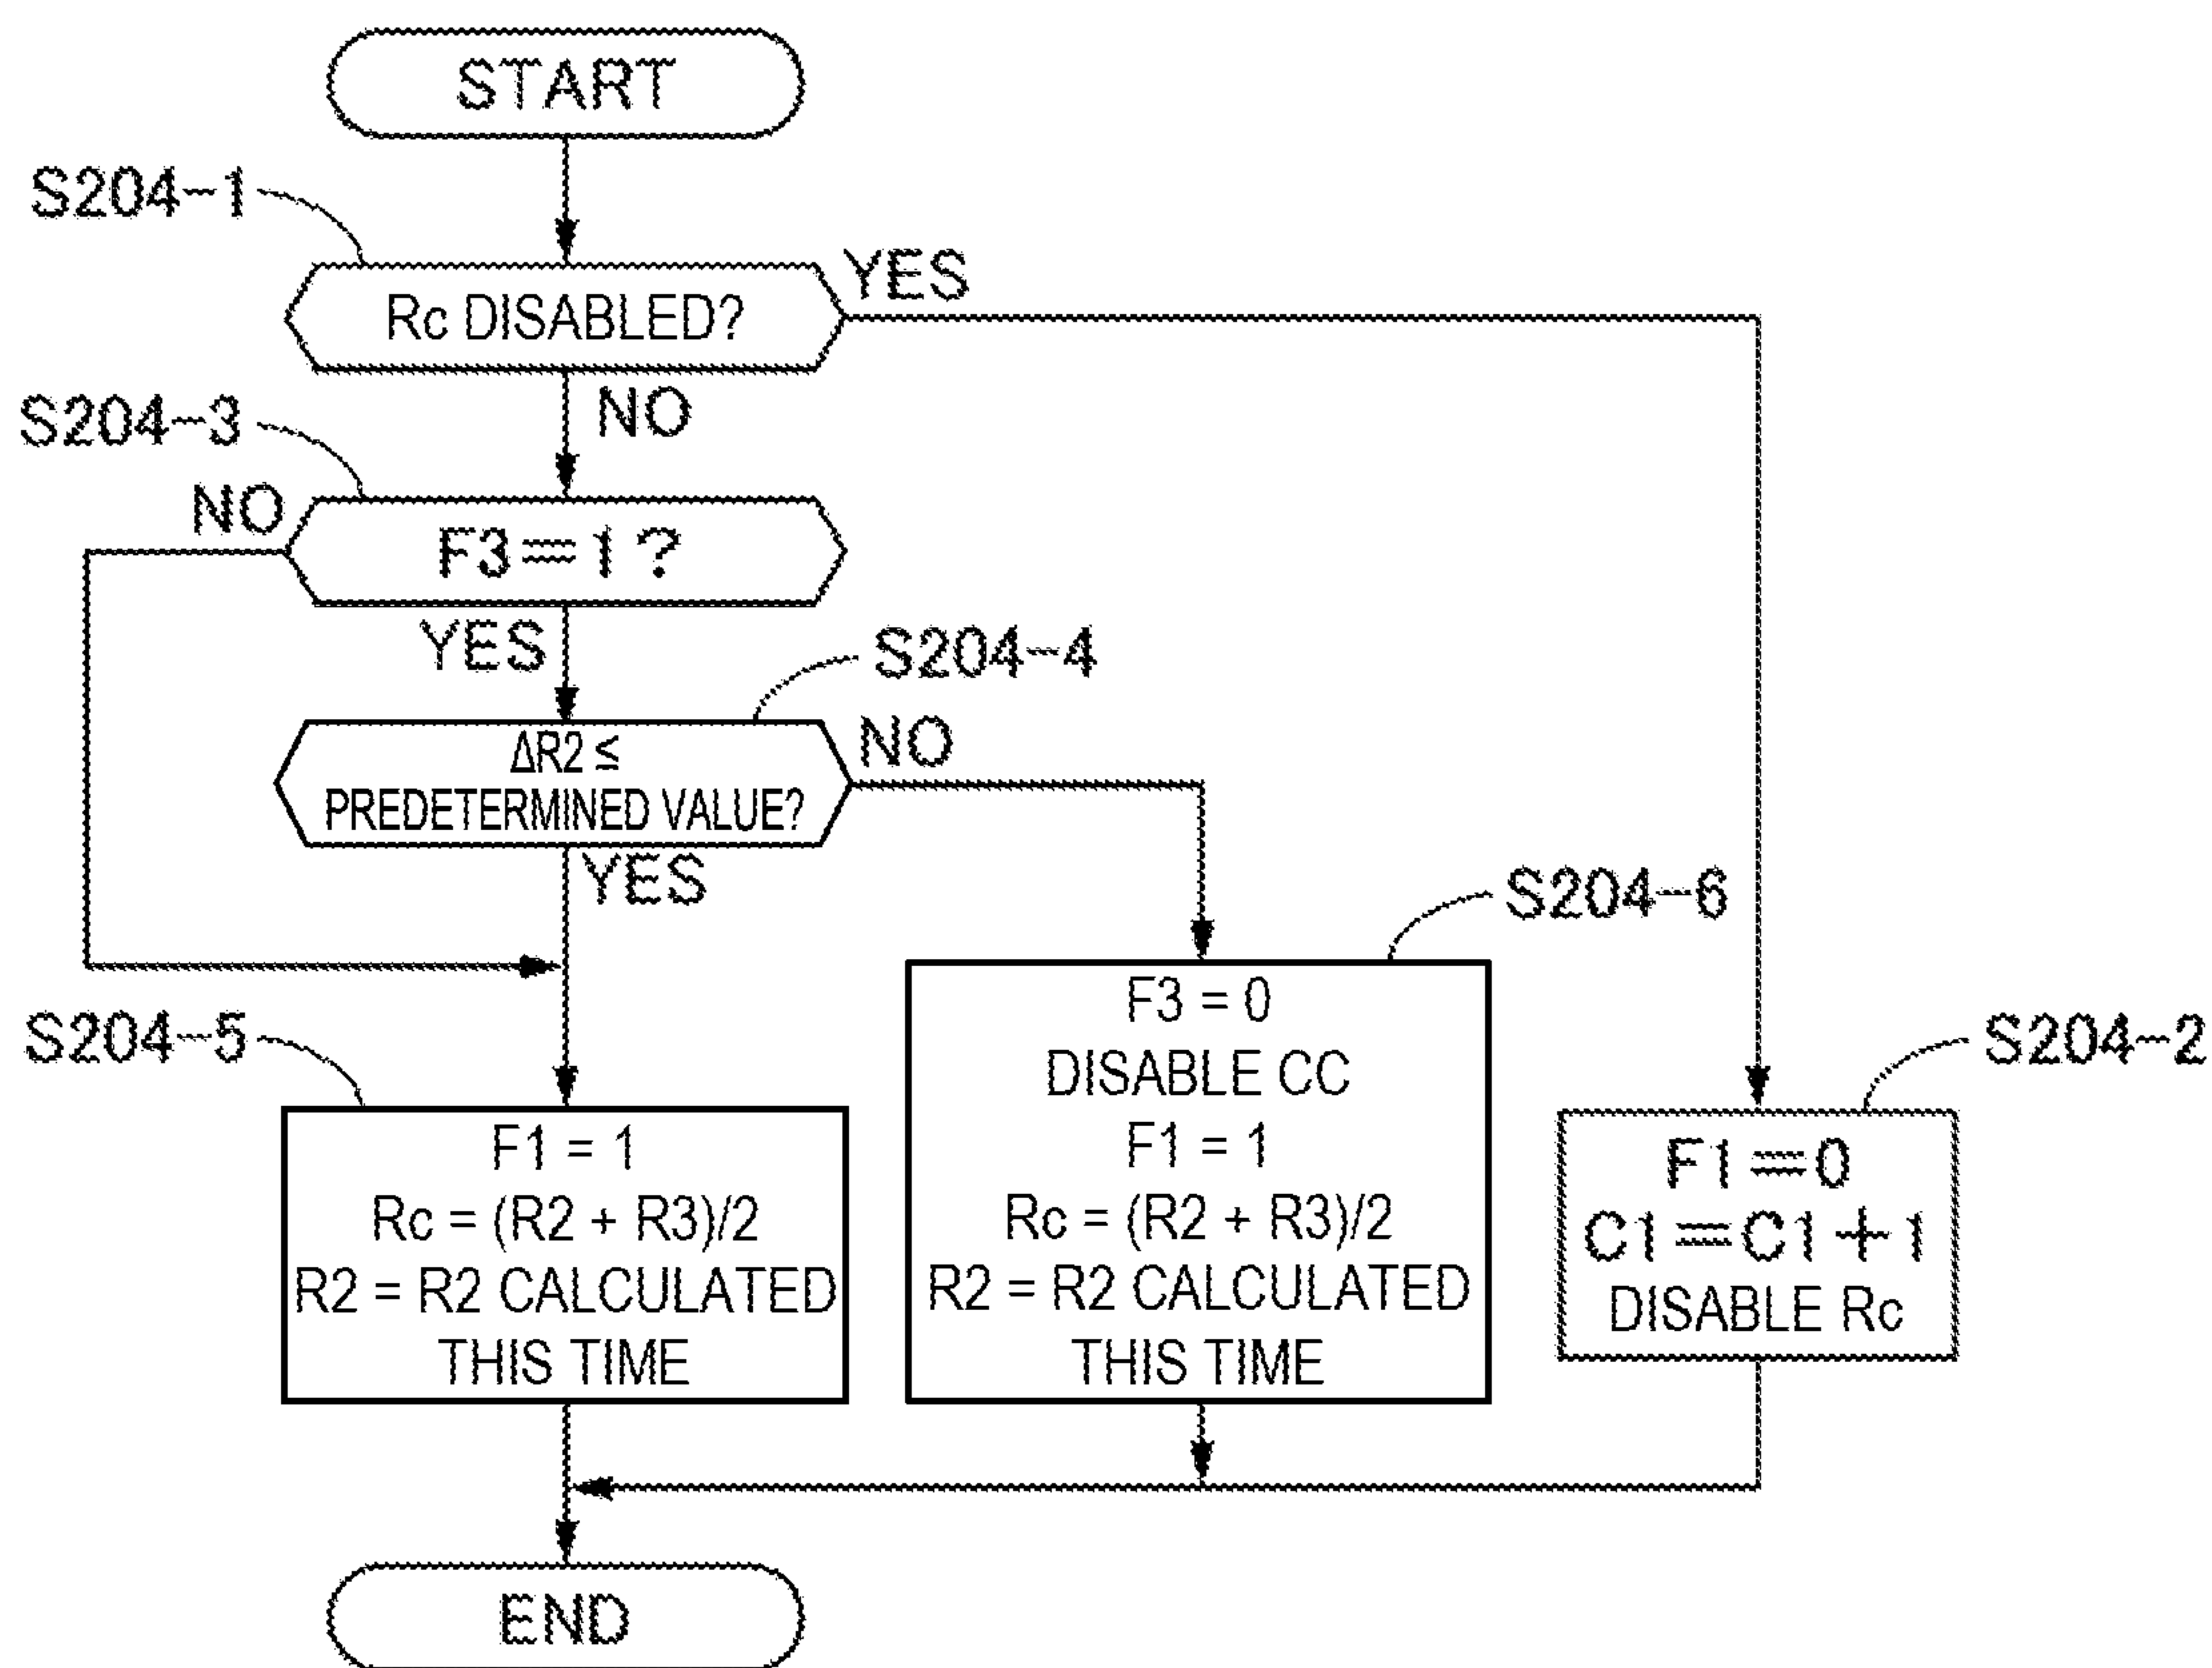 START
S204-1
YES
Rc DISABLED?
NO
S204-3
NO
F3=1?
YES
S204-4
NO
ΔR2 ≤
PREDETERMINED VALUE?
YES
S204-6
F3 = 0
DISABLE CC
F1 = 1
Rc = (R2 + R3)/2
R2 = R2 CALCULATED
THIS TIME
S204-5
F1 = 1
Rc = (R2 + R3)/2
R2 = R2 CALCULATED
THIS TIME
S204-2
F1=0
C1=C1+1
DISABLE Rc
END